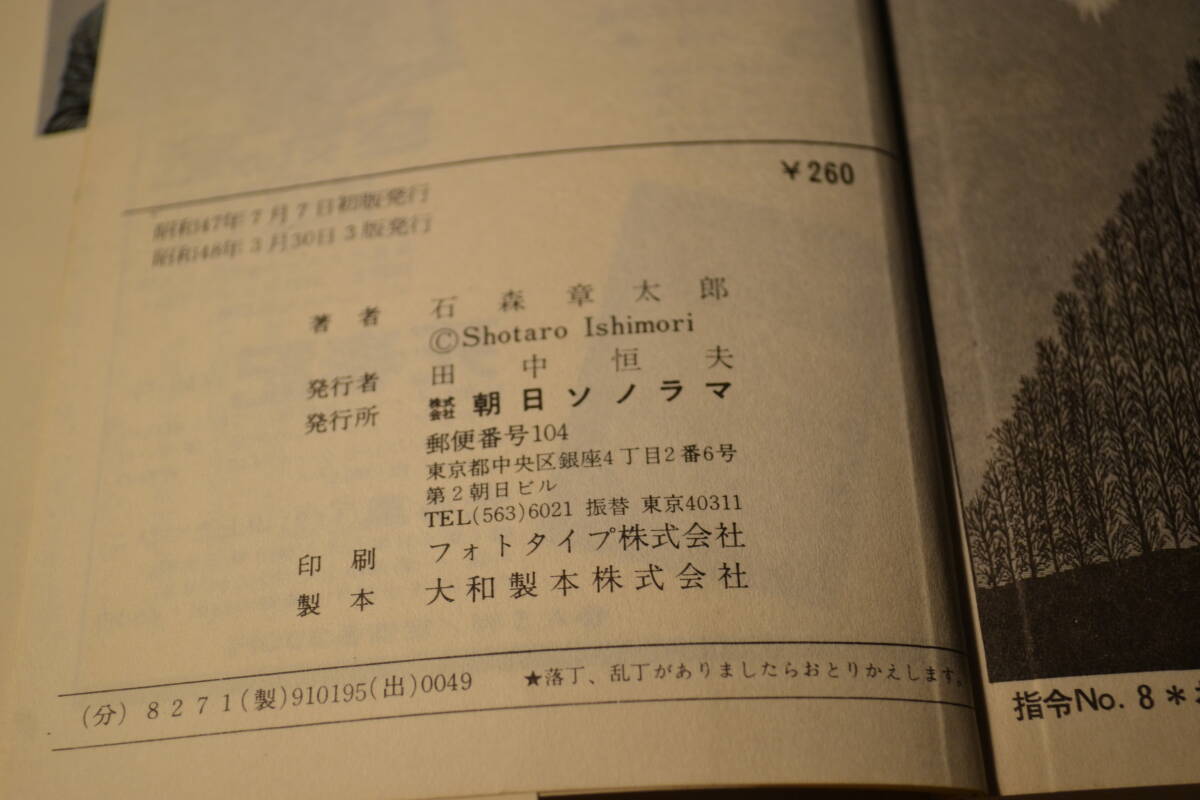 ¥260
昭和47年7月7日初版発行
昭和48年3月30日3版発行
著者 石森章太郎
©Shotaro Ishimori
発行者 田中恒夫
発行所 株式会社 朝日ソノラマ
郵便番号104
東京都中央区銀座4丁目2番6号
第2朝日ビル
TEL(563)6021 振替 東京40311
印刷 フォトタイプ株式会社
製本 大和製本株式会社
(分) 8271(製)910195(出)0049 ★落丁、乱丁がありましたらおとりかえします。
指令No. 8*